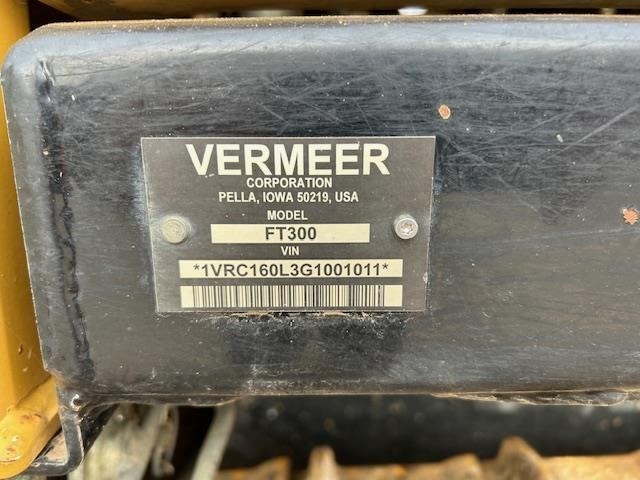 VERMEER
CORPORATION
PELLA, IOWA 50219, USA
MODEL
FT300
VIN
*1VRC160L3G1001011*